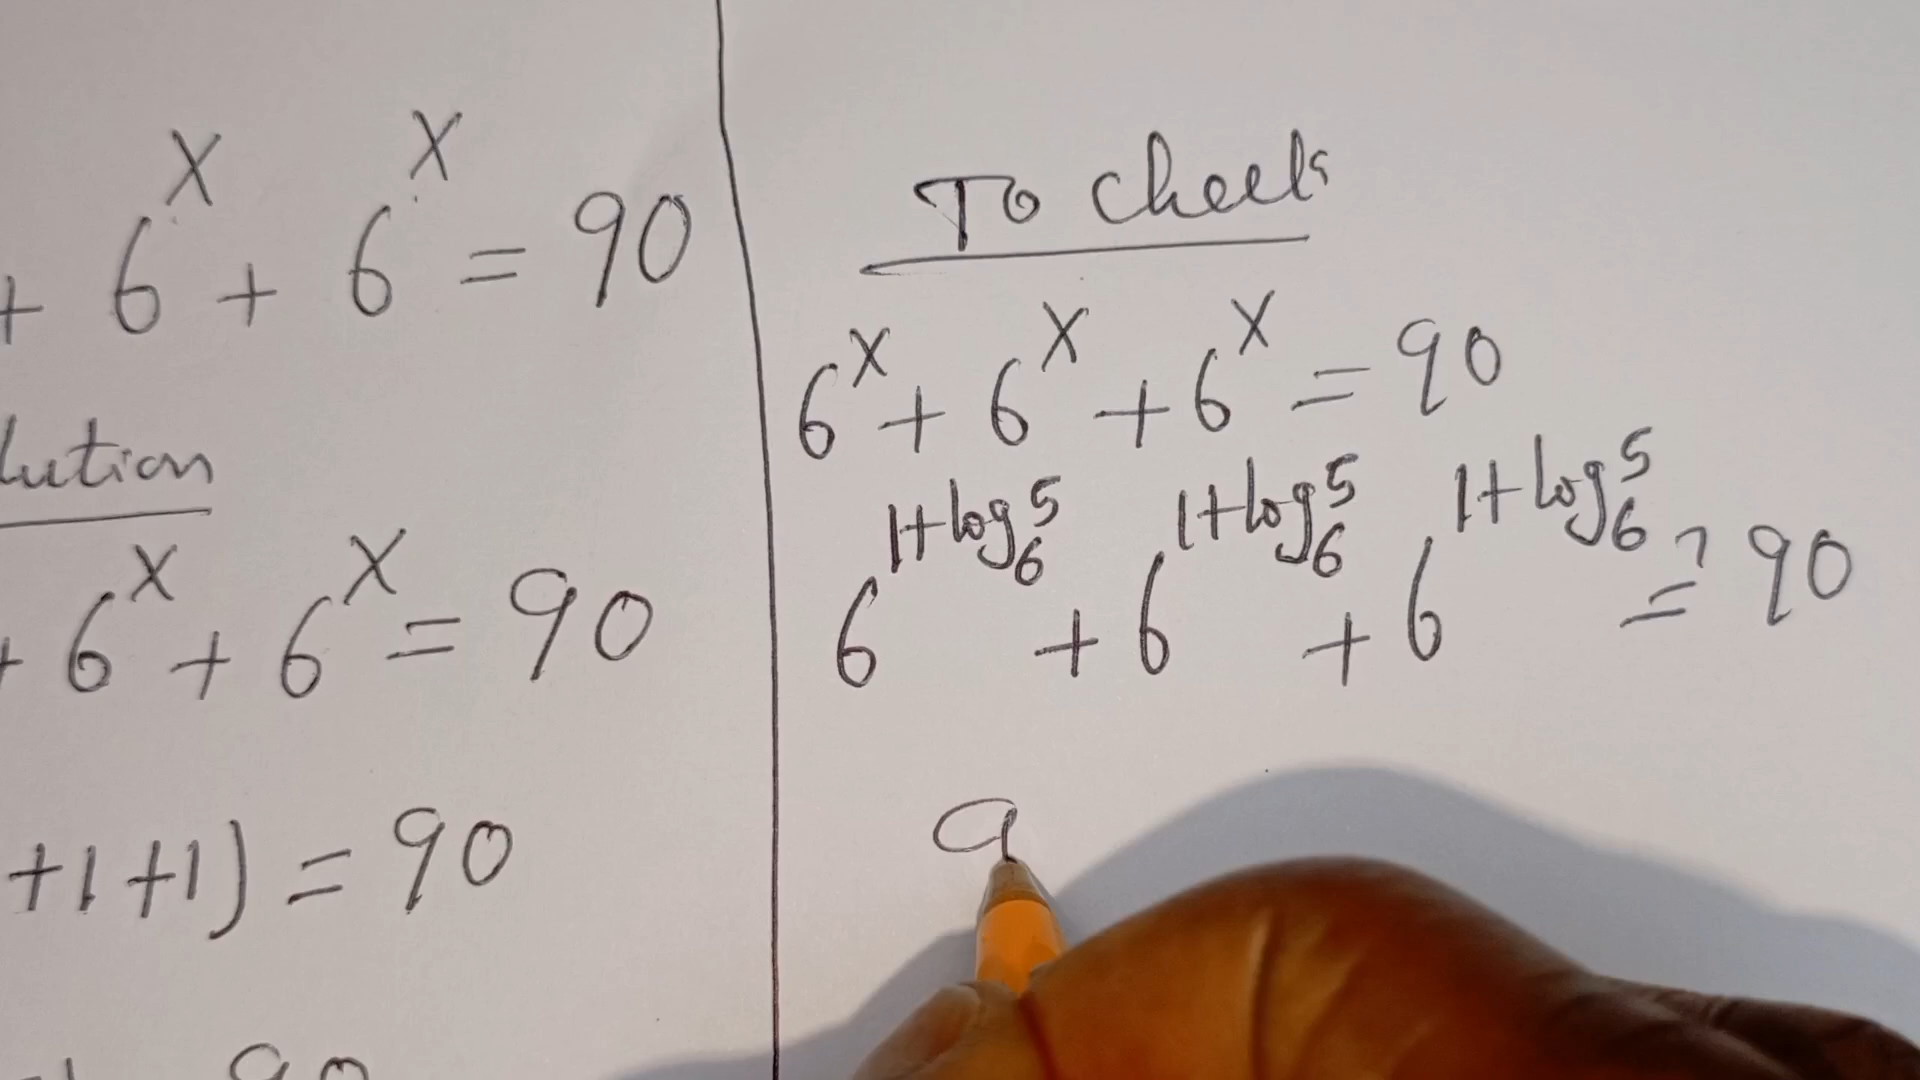 + 6^x + 6^x = 90
lution
+ 6^x + 6^x = 90
+1+1) = 90
90
To check
6^x + 6^x + 6^x = 90
6^(1+log_6 5) + 6^(1+log_6 5) + 6^(1+log_6 5) =? 90
a